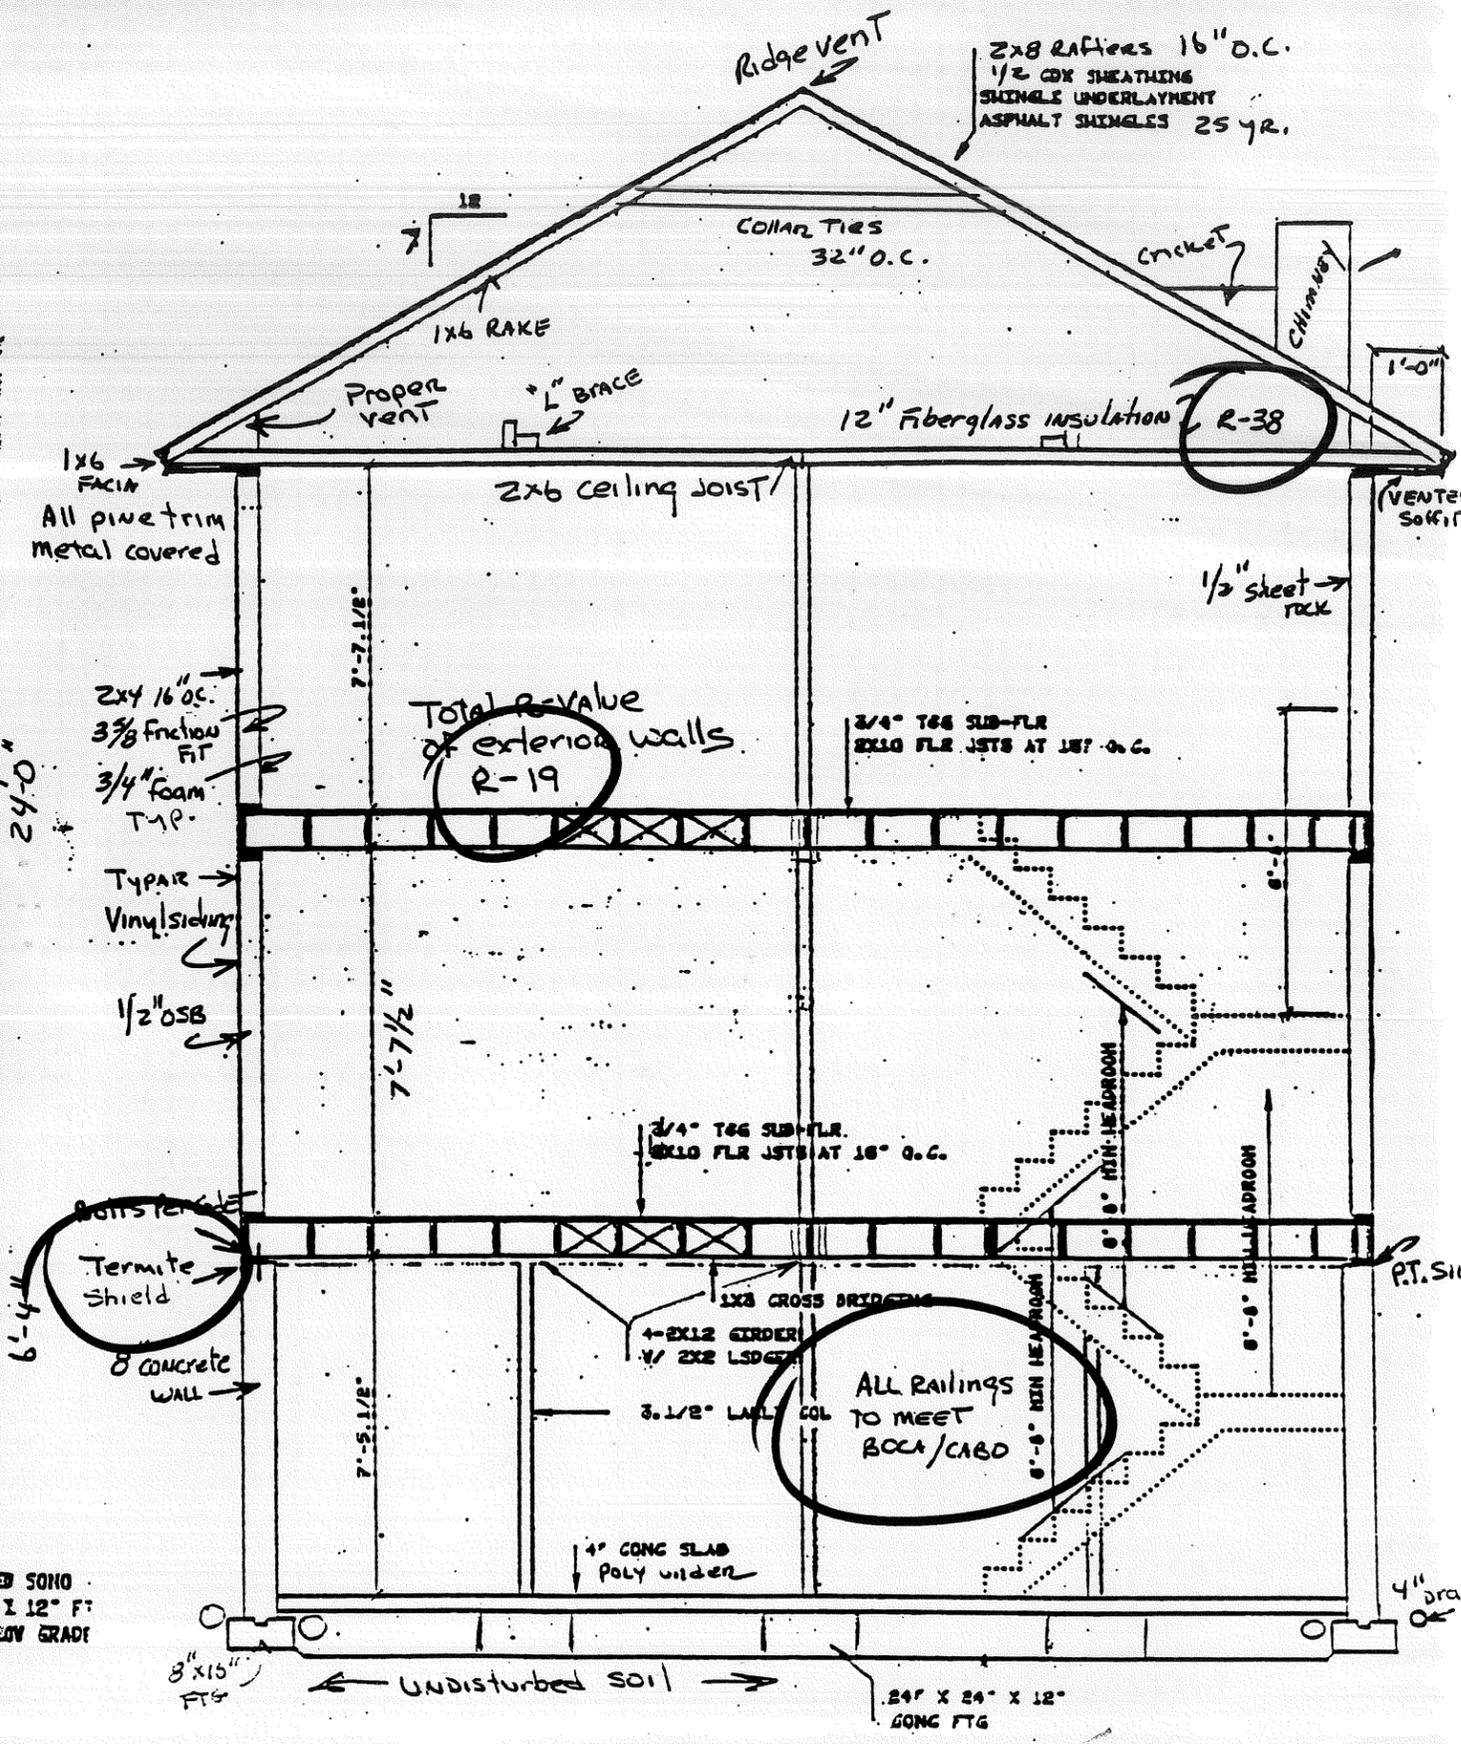 Ridge vent
2x8 RAFTERS 16" O.C.
1/2 CDX SHEATHING
SHINGLE UNDERLAYMENT
ASPHALT SHINGLES 25 YR.
12
7
COLLAR TIES
32" O.C.
CRICKET
CHIMNEY
1x6 RAKE
1'-0"
Proper
vent
"L" BRACE
12" Fiberglass INSULATION
R-38
1x6
FACIA
2x6 ceiling JOIST
All pine trim
metal covered
1/2" sheet
rock
7'-7.1/2"
2x4 16" O.C.
3 5/8 friction
FIT
3/4" foam
TYP.
24'-0"
Total R-Value
of exterior walls
R-19
3/4" T&G SUB-FLR
2X10 FLR JSTS AT 16" O.C.
TYPAR
Vinyl siding
1/2" OSB
7'-7 1/2"
3/4" T&G SUB-FLR.
2X10 FLR JSTS AT 16" O.C.
6'-8" MIN HEADROOM
6'-8" MIN HEADROOM
Bolts Per Code
Termite
Shield
6'-4"
P.T.
1X3 CROSS BRIDGING
4-2X12 GIRDER
W/ 2X2 LEDGER
8" CONCRETE
WALL
7'-5.1/2"
3.1/2" LALLY COL
6'-8" MIN HEADROOM
ALL RAILINGS
TO MEET
BOCA/CABO
4" CONC SLAB
POLY under
SONO
X 12"
GRADE
4"
8"x15"
FTG
UNDISTURBED SOIL
24" X 24" X 12"
CONC FTG